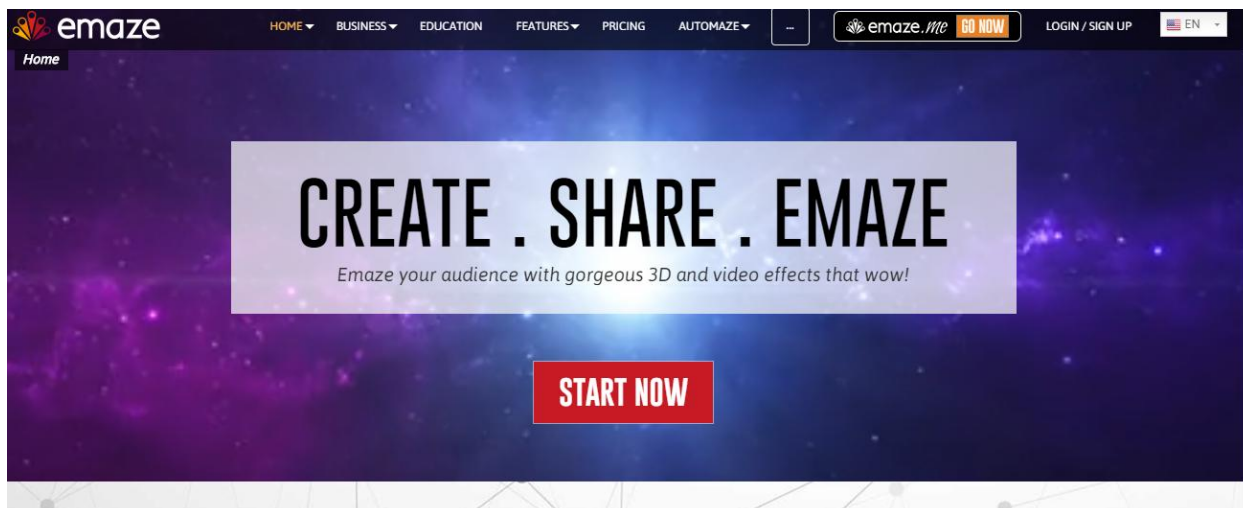 emaze
HOME BUSINESS EDUCATION FEATURES PRICING AUTOMAZE ... emaze.me GO NOW LOGIN / SIGN UP EN
Home
CREATE . SHARE . EMAZE
Emaze your audience with gorgeous 3D and video effects that wow!
START NOW